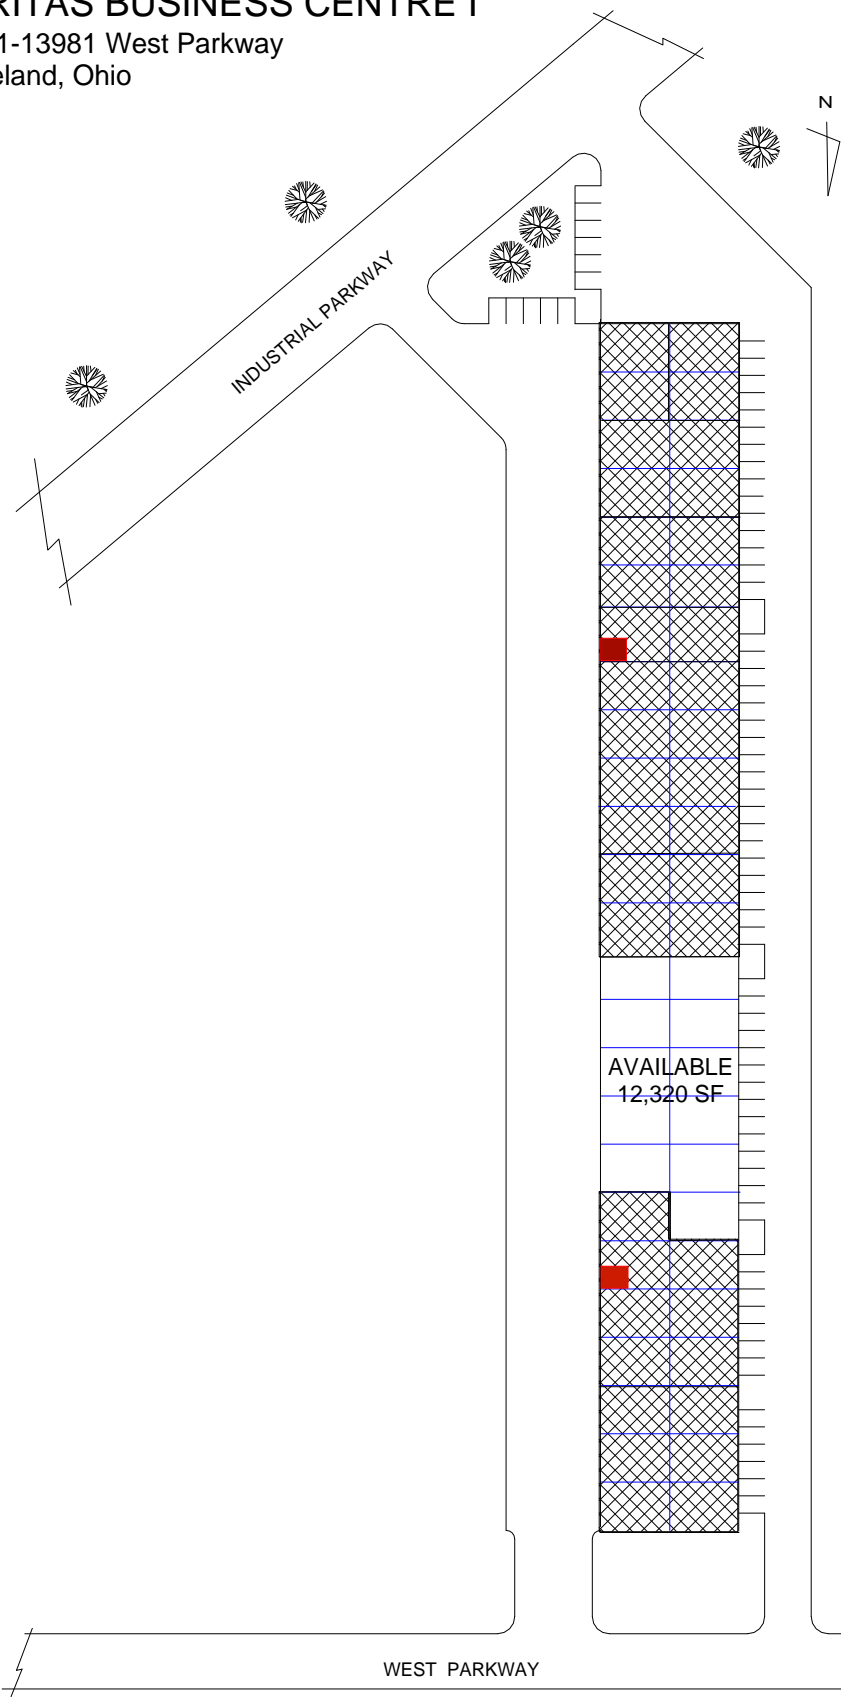 RITAS BUSINESS CENTRE I
1-13981 West Parkway
eland, Ohio
N
INDUSTRIAL PARKWAY
AVAILABLE
12,320 SF
WEST PARKWAY